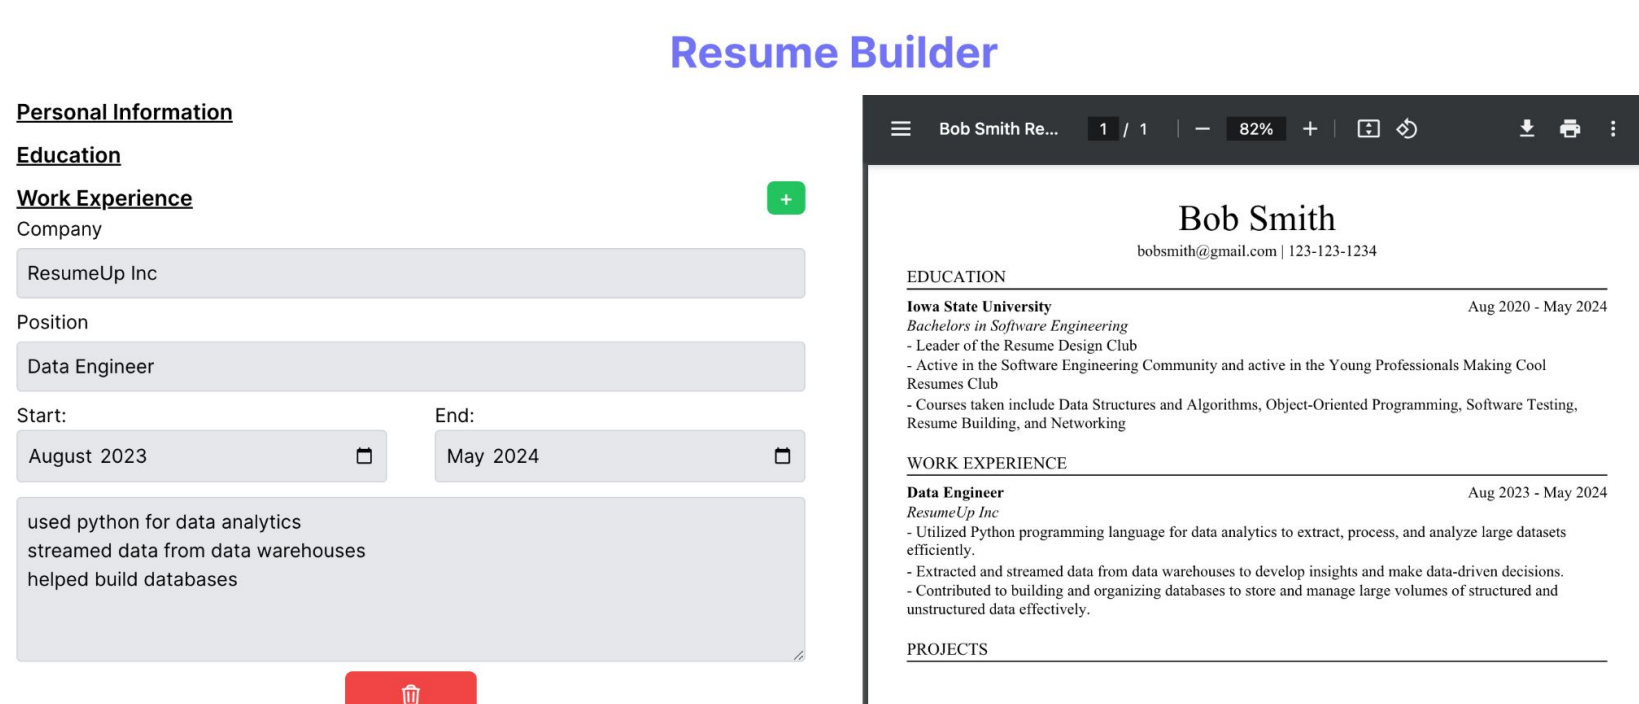 Resume Builder
Personal Information
Education
Work Experience
+
Company
ResumeUp Inc
Position
Data Engineer
Start:
End:
August 2023
May 2024
used python for data analytics
streamed data from data warehouses
helped build databases
Bob Smith Re...
1 / 1
82%
Bob Smith
bobsmith@gmail.com | 123-123-1234
EDUCATION
Iowa State University
Aug 2020 - May 2024
Bachelors in Software Engineering
- Leader of the Resume Design Club
- Active in the Software Engineering Community and active in the Young Professionals Making Cool
Resumes Club
- Courses taken include Data Structures and Algorithms, Object-Oriented Programming, Software Testing,
Resume Building, and Networking
WORK EXPERIENCE
Data Engineer
Aug 2023 - May 2024
ResumeUp Inc
- Utilized Python programming language for data analytics to extract, process, and analyze large datasets
efficiently.
- Extracted and streamed data from data warehouses to develop insights and make data-driven decisions.
- Contributed to building and organizing databases to store and manage large volumes of structured and
unstructured data effectively.
PROJECTS